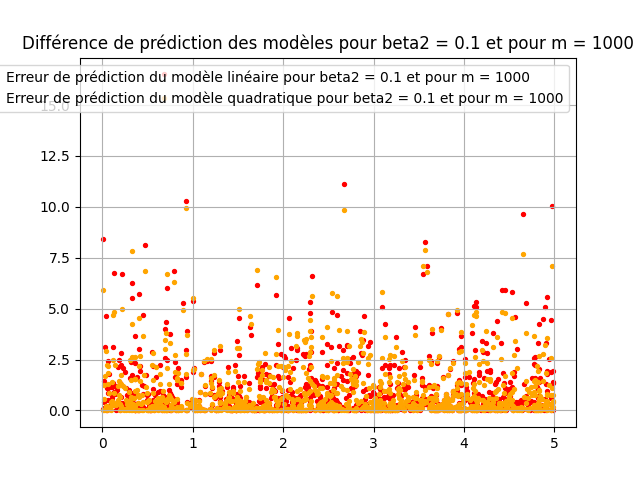 Différence de prédiction des modèles pour beta2 = 0.1 et pour m = 1000
Erreur de prédiction du modèle linéaire pour beta2 = 0.1 et pour m = 1000
Erreur de prédiction du modèle quadratique pour beta2 = 0.1 et pour m = 1000
15.0
12.5
10.0
7.5
5.0
2.5
0.0
0 1 2 3 4 5